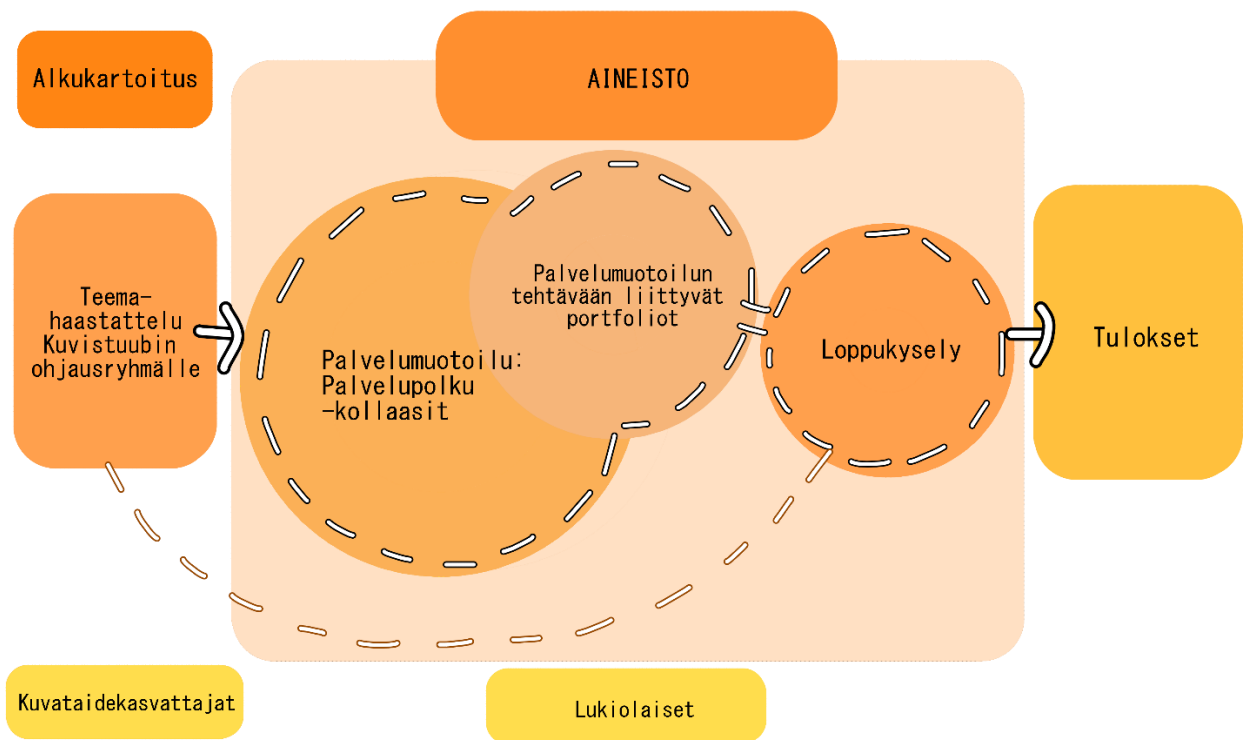 Alkukartoitus
AINEISTO
Teema-
haastattelu
Kuvistuubin
ohjausryhmälle
Palvelumuotoilu:
Palvelupolku
-kollaasit
Palvelumuotoilun
tehtävään liittyvät
portfoliot
Loppukysely
Tulokset
Kuvataidekasvattajat
Lukiolaiset